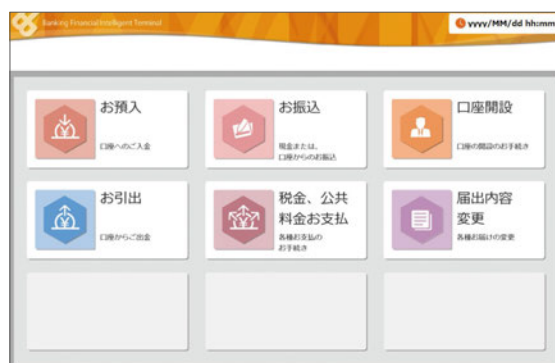 Banking Financial Intelligent Terminal
yyyy/MM/dd hh:mm
お預入
口座へのご入金
お振込
現金または、
口座からのお振込
口座開設
口座の開設のお手続き
お引出
口座からご出金
税金、公共
料金お支払
各種お支払の
お手続き
届出内容
変更
各種お届けの変更